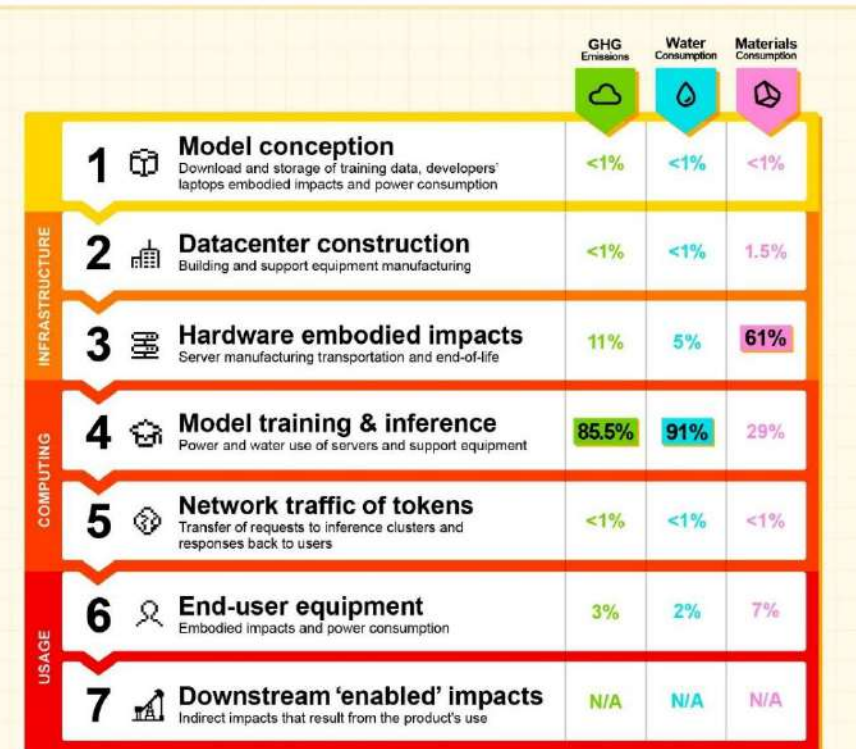 GHG
Emissions
Water
Consumption
Materials
Consumption
1
Model conception
Download and storage of training data, developers'
laptops embodied impacts and power consumption
<1%
<1%
<1%
INFRASTRUCTURE
2
Datacenter construction
Building and support equipment manufacturing
<1%
<1%
1.5%
3
Hardware embodied impacts
Server manufacturing transportation and end-of-life
11%
5%
61%
COMPUTING
4
Model training & inference
Power and water use of servers and support equipment
85.5%
91%
29%
5
Network traffic of tokens
Transfer of requests to inference clusters and
responses back to users
<1%
<1%
<1%
USAGE
6
End-user equipment
Embodied impacts and power consumption
3%
2%
7%
7
Downstream ‘enabled’ impacts
Indirect impacts that result from the product's use
N/A
N/A
N/A